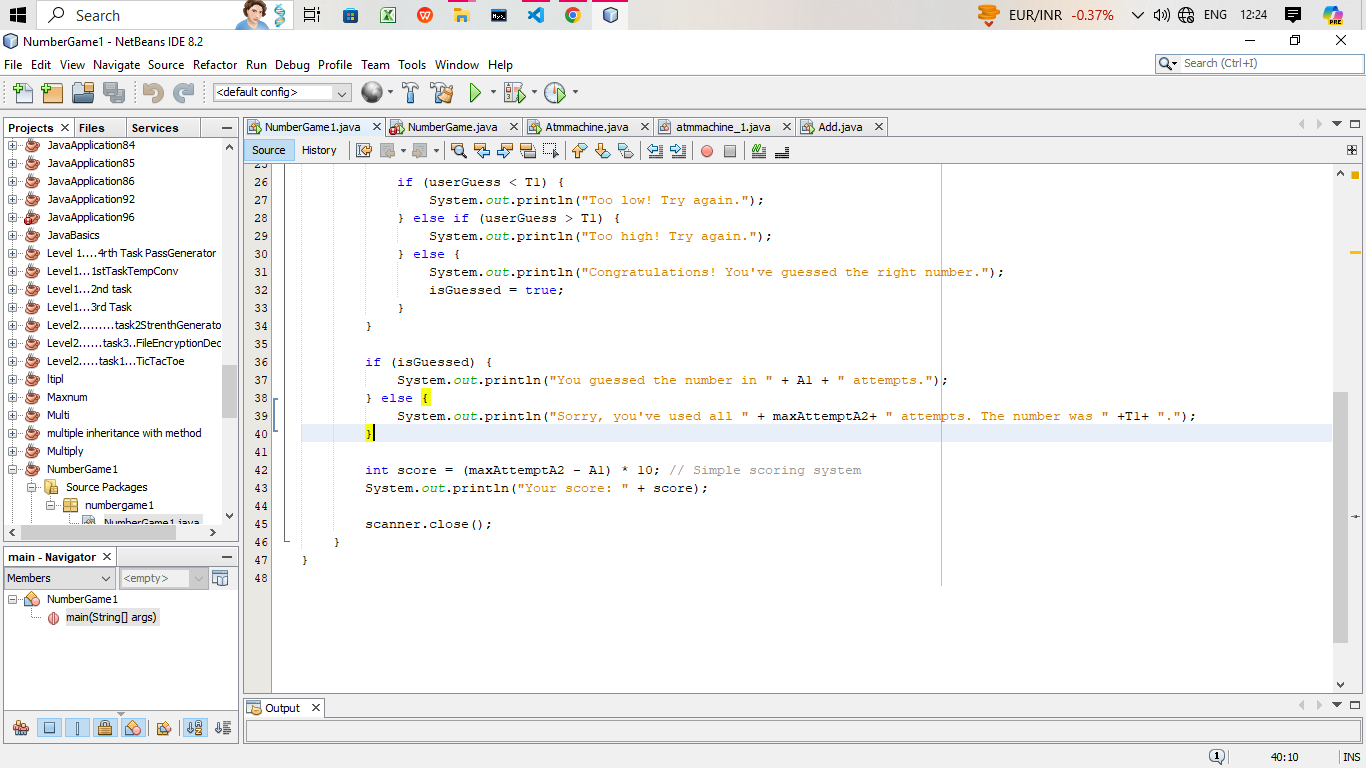 Search
EUR/INR -0.37%
ENG 12:24
PRE
NumberGame1 - NetBeans IDE 8.2
File Edit View Navigate Source Refactor Run Debug Profile Team Tools Window Help
Search (Ctrl+I)
<default config>
Projects Files Services
NumberGame1.java NumberGame.java Atmmachine.java atmmachine_1.java Add.java
Source History
JavaApplication84
JavaApplication85
JavaApplication86
JavaApplication92
JavaApplication96
JavaBasics
Level 1....4rth Task PassGenerator
Level1...1stTaskTempConv
Level1...2nd task
Level1...3rd Task
Level2.........task2StrenthGenerato
Level2......task3..FileEncryptionDec
Level2.....task1...TicTacToe
ltipl
Maxnum
Multi
multiple inheritance with method
Multiply
NumberGame1
Source Packages
numbergame1
NumberGame1.java
25
26 if (userGuess < T1) {
27 System.out.println("Too low! Try again.");
28 } else if (userGuess > T1) {
29 System.out.println("Too high! Try again.");
30 } else {
31 System.out.println("Congratulations! You've guessed the right number.");
32 isGuessed = true;
33 }
34 }
35
36 if (isGuessed) {
37 System.out.println("You guessed the number in " + A1 + " attempts.");
38 } else {
39 System.out.println("Sorry, you've used all " + maxAttemptA2+ " attempts. The number was " +T1+ ".");
40 }
41
42 int score = (maxAttemptA2 - A1) * 10; // Simple scoring system
43 System.out.println("Your score: " + score);
44
45 scanner.close();
46 }
47 }
48
main - Navigator
Members <empty>
NumberGame1
main(String[] args)
Output
1 40:10 INS